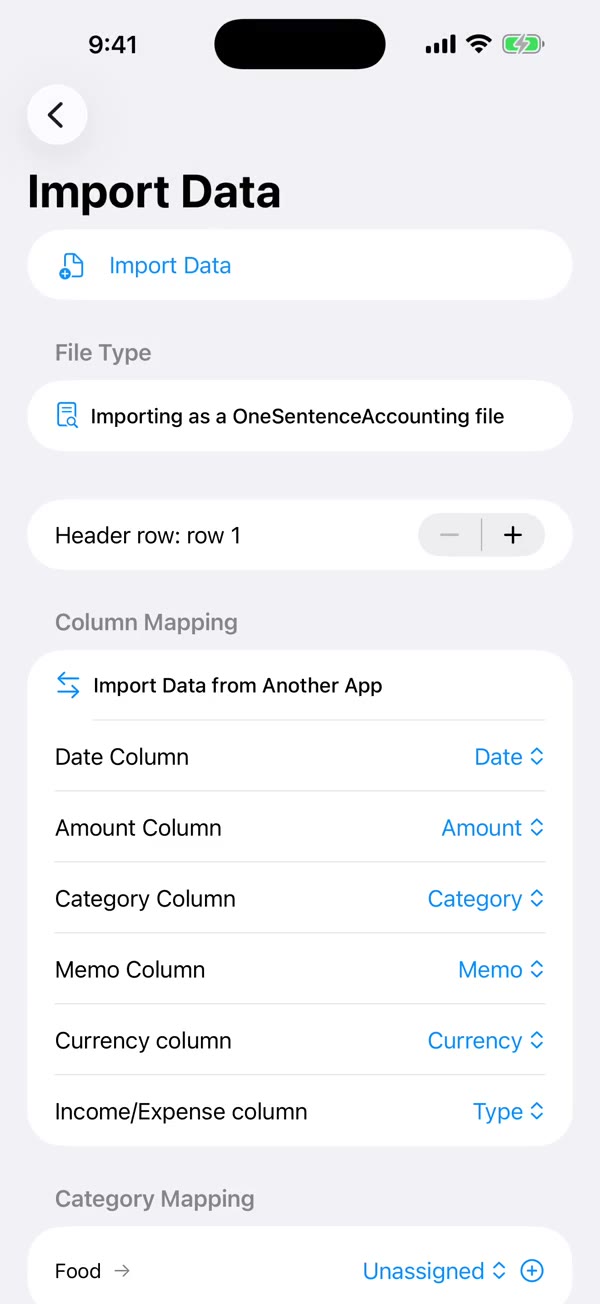 9:41
Import Data
Import Data
File Type
Importing as a OneSentenceAccounting file
Header row: row 1
Column Mapping
Import Data from Another App
Date Column Date
Amount Column Amount
Category Column Category
Memo Column Memo
Currency column Currency
Income/Expense column Type
Category Mapping
Food → Unassigned